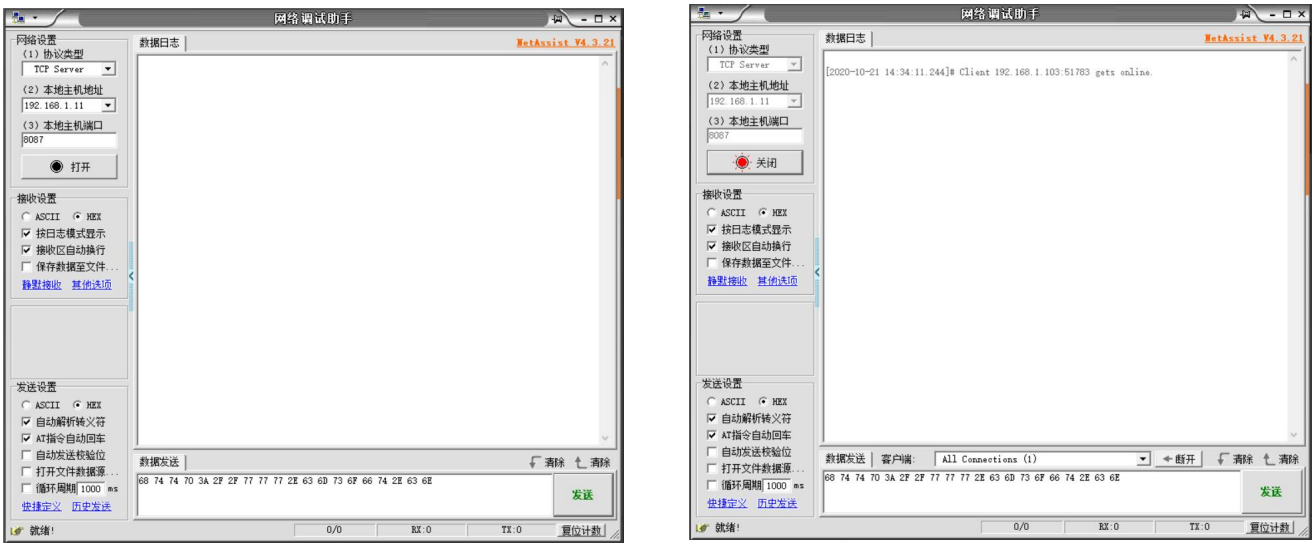 网络调试助手
网络设置
(1) 协议类型
TCP Server
(2) 本地主机地址
192.168.1.11
(3) 本地主机端口
8087
打开
接收设置
ASCII HEX
按日志模式显示
接收区自动换行
保存数据至文件...
静默接收 其他选项
发送设置
ASCII HEX
自动解析转义符
AT指令自动回车
自动发送校验位
打开文件数据源...
循环周期 1000 ms
快捷定义 历史发送
数据日志
NetAssist V4.3.21
数据发送
清除 清除
68 74 74 70 3A 2F 2F 77 77 77 2E 63 6D 73 6F 66 74 2E 63 6E
发送
就绪!
0/0 RX:0 TX:0 复位计数
网络调试助手
网络设置
(1) 协议类型
TCP Server
(2) 本地主机地址
192.168.1.11
(3) 本地主机端口
8087
关闭
接收设置
ASCII HEX
按日志模式显示
接收区自动换行
保存数据至文件...
静默接收 其他选项
发送设置
ASCII HEX
自动解析转义符
AT指令自动回车
自动发送校验位
打开文件数据源...
循环周期 1000 ms
快捷定义 历史发送
数据日志
NetAssist V4.3.21
[2020-10-21 14:34:11.244]# Client 192.168.1.103:51783 gets online.
数据发送 客户端: All Connections (1) 断开 清除 清除
68 74 74 70 3A 2F 2F 77 77 77 2E 63 6D 73 6F 66 74 2E 63 6E
发送
就绪!
0/0 RX:0 TX:0 复位计数